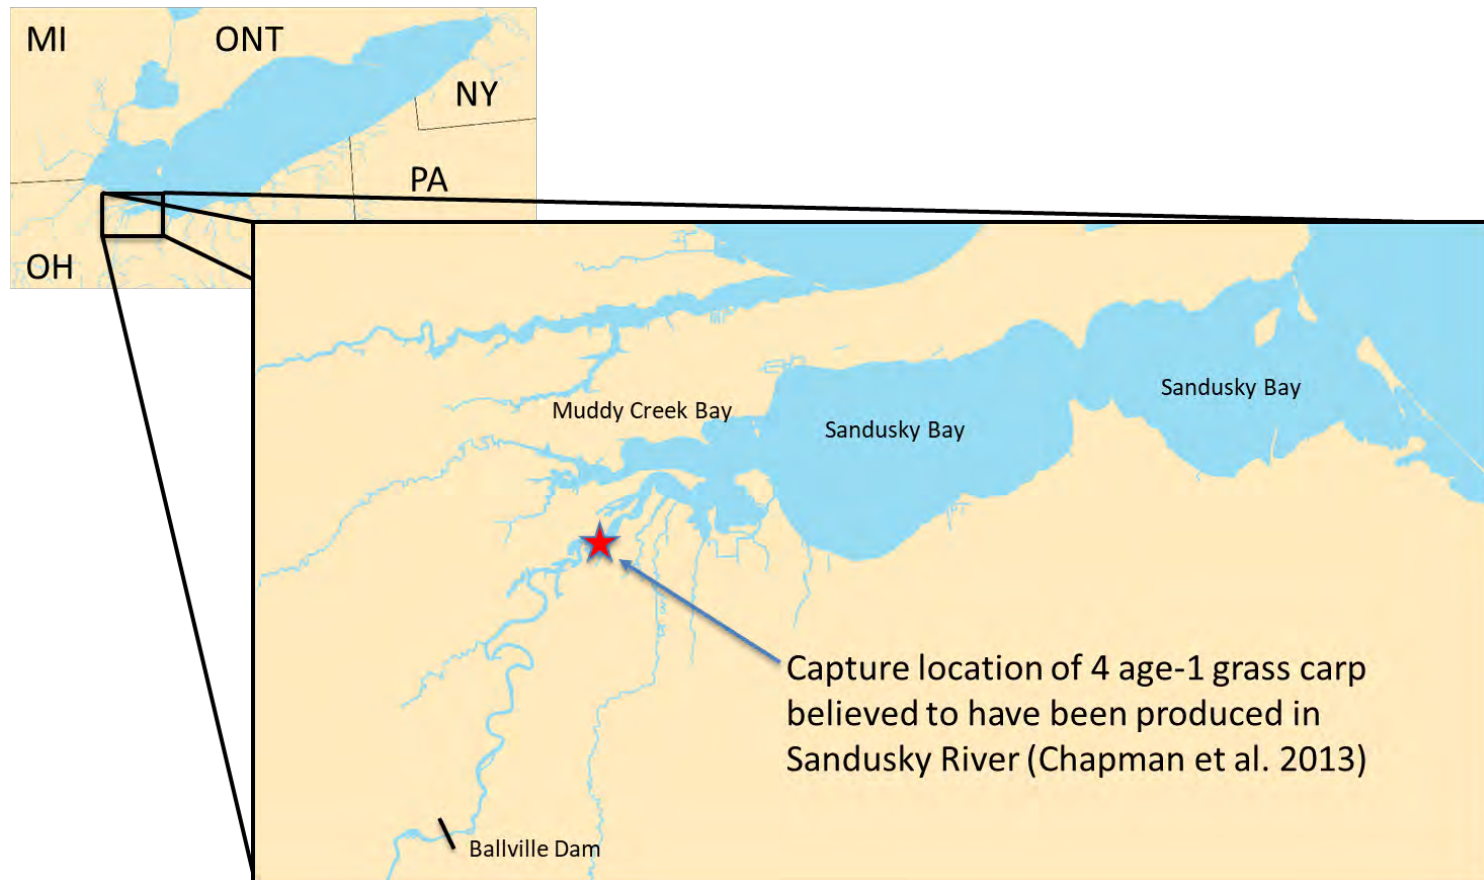 MI
ONT
NY
PA
OH
Muddy Creek Bay
Sandusky Bay
Sandusky Bay
Capture location of 4 age-1 grass carp
believed to have been produced in
Sandusky River (Chapman et al. 2013)
Ballville Dam